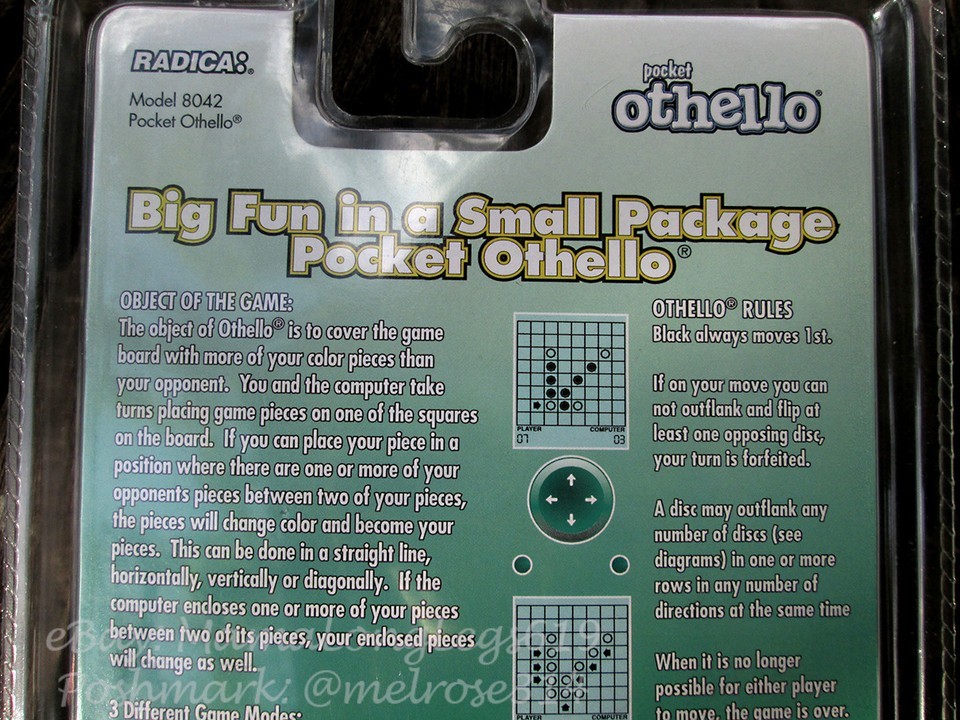 RADICA:®
Model 8042
Pocket Othello®
pocket
othello®
Big Fun in a Small Package
Pocket Othello®
OBJECT OF THE GAME:
The object of Othello® is to cover the game
board with more of your color pieces than
your opponent. You and the computer take
turns placing game pieces on one of the squares
on the board. If you can place your piece in a
position where there are one or more of your
opponents pieces between two of your pieces,
the pieces will change color and become your
pieces. This can be done in a straight line,
horizontally, vertically or diagonally. If the
computer encloses one or more of your pieces
between two of its pieces, your enclosed pieces
will change as well.
3 Different Game Modes:
PLAYER COMPUTER
07 03
PLAYER COMPUTER
OTHELLO® RULES
Black always moves 1st.
If on your move you can
not outflank and flip at
least one opposing disc,
your turn is forfeited.
A disc may outflank any
number of discs (see
diagrams) in one or more
rows in any number of
directions at the same time
When it is no longer
possible for either player
to move, the game is over.
eBay: MamaLongLegs619
Poshmark: @melrose